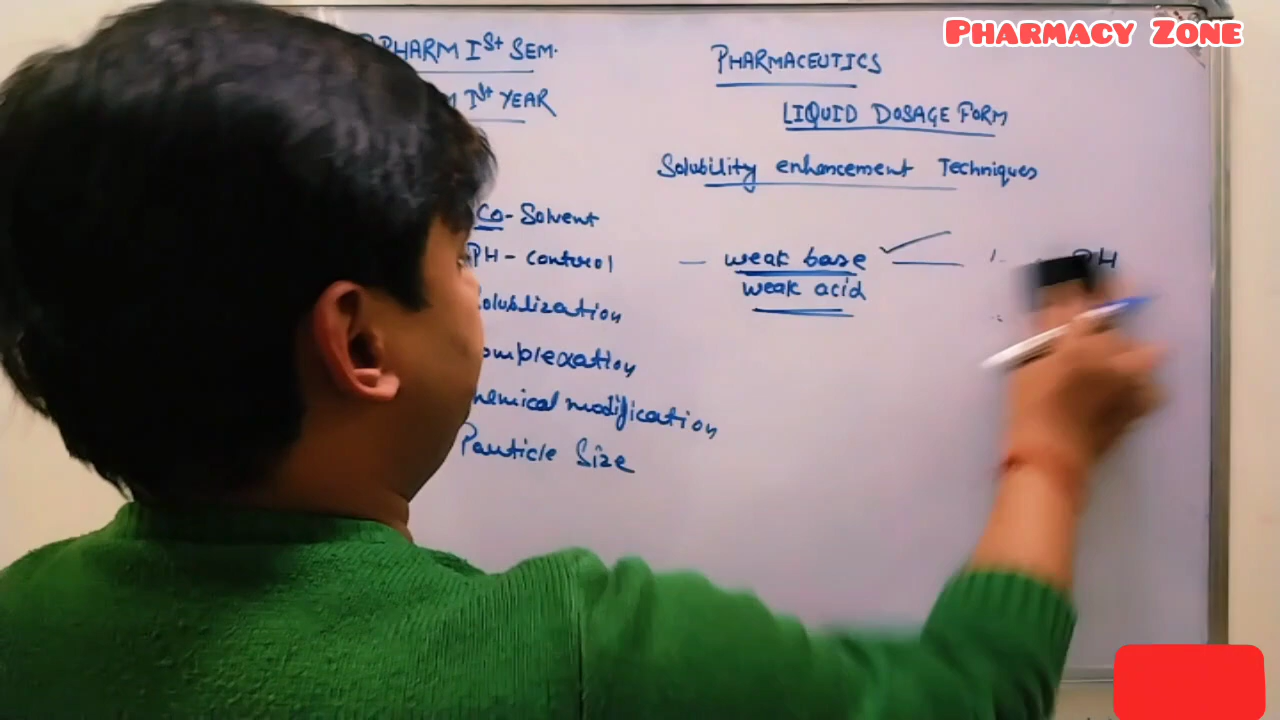 PHARMACY ZONE
PHARM Ist SEM.
Ist YEAR
PHARMACEUTICS
LIQUID DOSAGE FORM
Solubility enhancement Techniques
Co-Solvent
PH-control
— weak base ✓ —
PH
weak acid
olubilization
omplexation
hemical modification
Particle Size